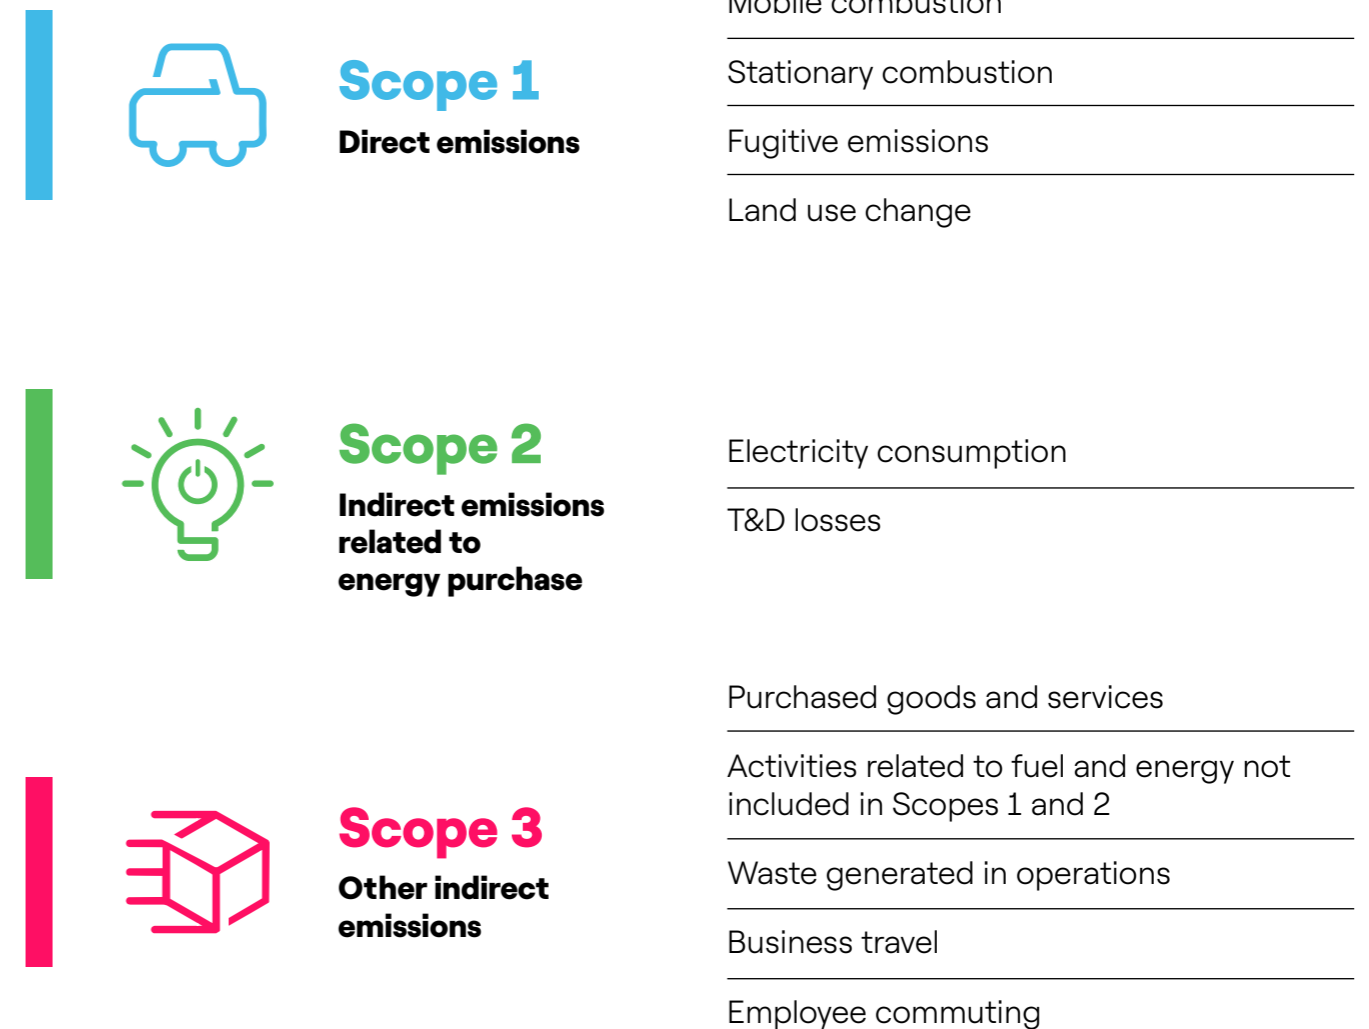 Mobile combustion
Scope 1
Direct emissions
Stationary combustion
Fugitive emissions
Land use change
Scope 2
Indirect emissions
related to
energy purchase
Electricity consumption
T&D losses
Scope 3
Other indirect
emissions
Purchased goods and services
Activities related to fuel and energy not
included in Scopes 1 and 2
Waste generated in operations
Business travel
Employee commuting